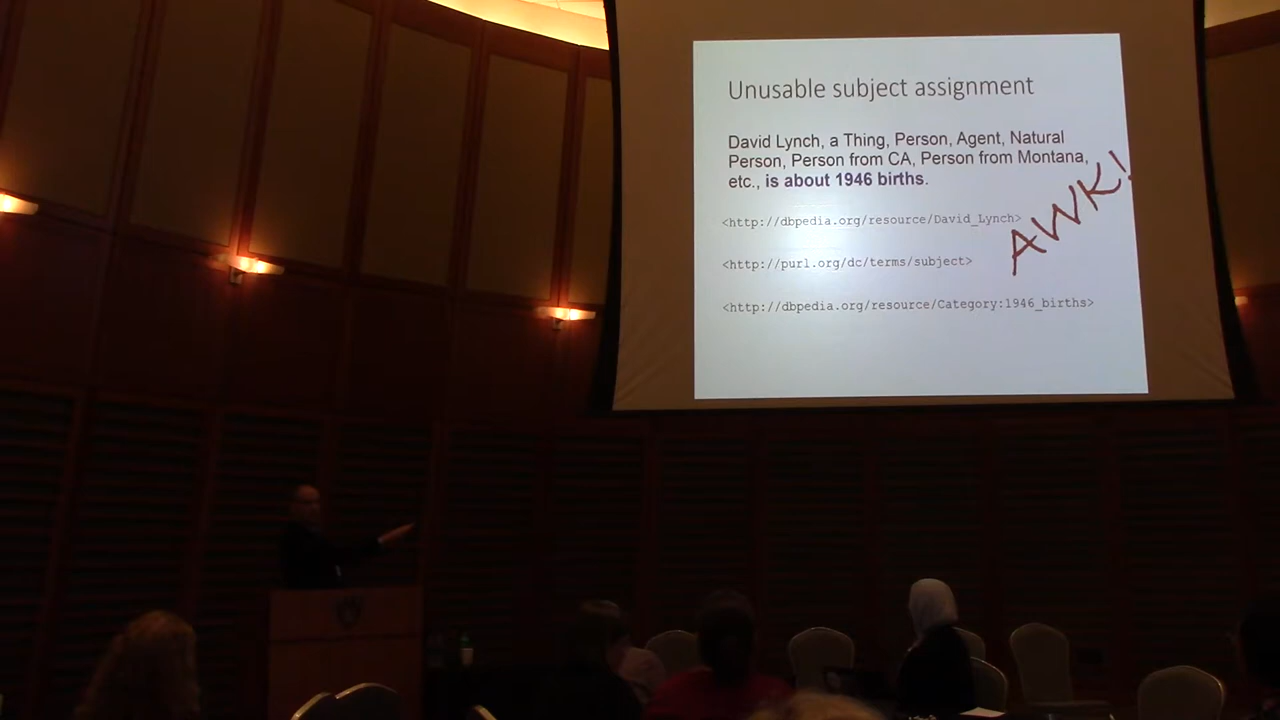 Unusable subject assignment
David Lynch, a Thing, Person, Agent, Natural
Person, Person from CA, Person from Montana,
etc., is about 1946 births.
<http://dbpedia.org/resource/David_Lynch>
AWK!
<http://purl.org/dc/terms/subject>
<http://dbpedia.org/resource/Category:1946_births>